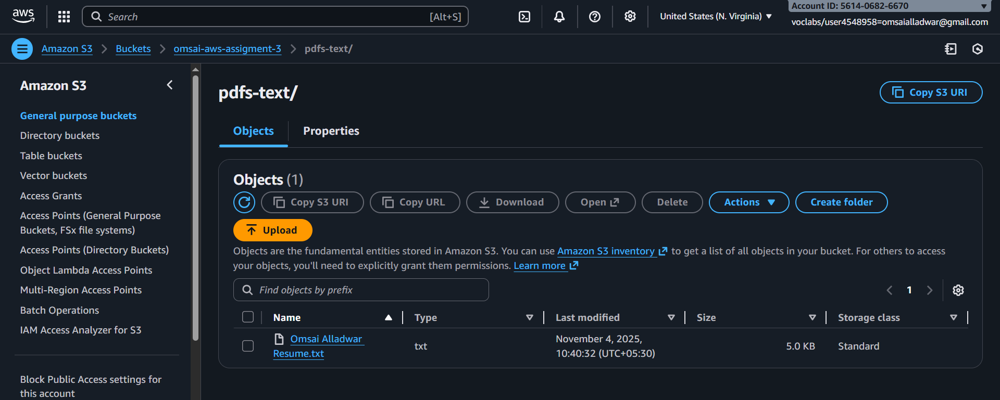 aws
Search
[Alt+S]
United States (N. Virginia)
Account ID: 5614-0682-6670
voclabs/user4548958=omsaialladwar@gmail.com
Amazon S3
Buckets
omsai-aws-assigment-3
pdfs-text/
Amazon S3
General purpose buckets
Directory buckets
Table buckets
Vector buckets
Access Grants
Access Points (General Purpose
Buckets, FSx file systems)
Access Points (Directory Buckets)
Object Lambda Access Points
Multi-Region Access Points
Batch Operations
IAM Access Analyzer for S3
Block Public Access settings for
this account
pdfs-text/
Copy S3 URI
Objects
Properties
Objects (1)
Copy S3 URI
Copy URL
Download
Open
Delete
Actions
Create folder
Upload
Objects are the fundamental entities stored in Amazon S3. You can use Amazon S3 inventory to get a list of all objects in your bucket. For others to access
your objects, you'll need to explicitly grant them permissions. Learn more
Find objects by prefix
1
Name
Type
Last modified
Size
Storage class
Omsai Alladwar
Resume.txt
txt
November 4, 2025,
10:40:32 (UTC+05:30)
5.0 KB
Standard